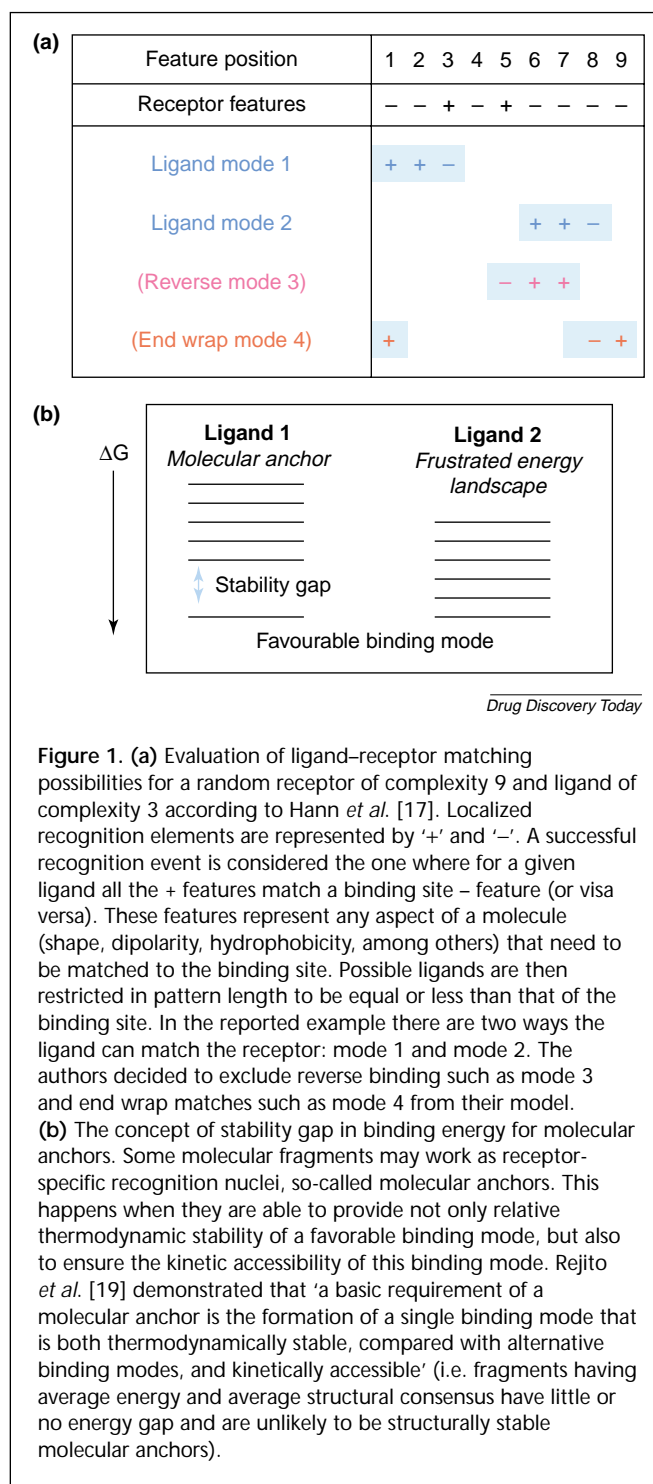 (a)
Feature position 1 2 3 4 5 6 7 8 9
Receptor features – – + – + – – – –
Ligand mode 1 + + –
Ligand mode 2 + + –
(Reverse mode 3) – + +
(End wrap mode 4) + – +
(b)
ΔG
Ligand 1 Ligand 2
Molecular anchor Frustrated energy
landscape
Stability gap
Favourable binding mode
Drug Discovery Today
Figure 1. (a) Evaluation of ligand–receptor matching
possibilities for a random receptor of complexity 9 and ligand of
complexity 3 according to Hann et al. [17]. Localized
recognition elements are represented by ‘+’ and ‘–’. A successful
recognition event is considered the one where for a given
ligand all the + features match a binding site – feature (or visa
versa). These features represent any aspect of a molecule
(shape, dipolarity, hydrophobicity, among others) that need to
be matched to the binding site. Possible ligands are then
restricted in pattern length to be equal or less than that of the
binding site. In the reported example there are two ways the
ligand can match the receptor: mode 1 and mode 2. The
authors decided to exclude reverse binding such as mode 3
and end wrap matches such as mode 4 from their model.
(b) The concept of stability gap in binding energy for molecular
anchors. Some molecular fragments may work as receptor-
specific recognition nuclei, so-called molecular anchors. This
happens when they are able to provide not only relative
thermodynamic stability of a favorable binding mode, but also
to ensure the kinetic accessibility of this binding mode. Rejito
et al. [19] demonstrated that ‘a basic requirement of a
molecular anchor is the formation of a single binding mode that
is both thermodynamically stable, compared with alternative
binding modes, and kinetically accessible’ (i.e. fragments having
average energy and average structural consensus have little or
no energy gap and are unlikely to be structurally stable
molecular anchors).